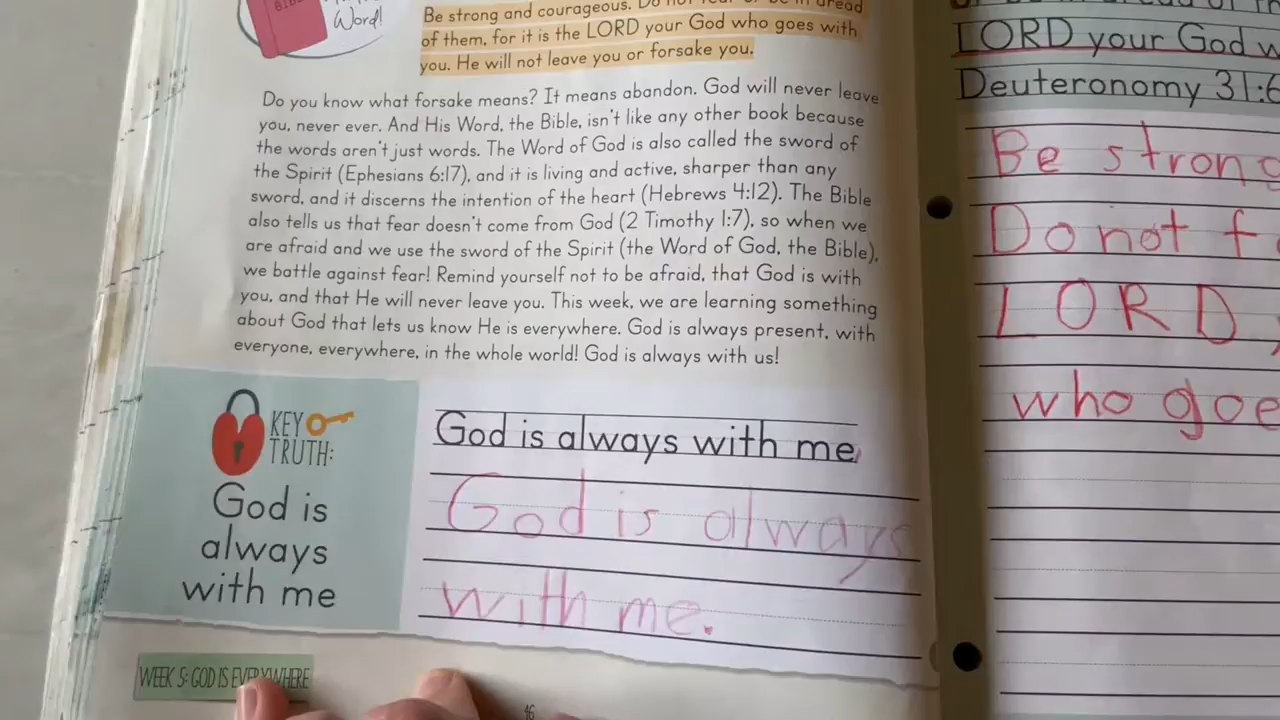 BIBLE
Word!
Be strong and courageous. Do not fear or be in dread
of them, for it is the LORD your God who goes with
you. He will not leave you or forsake you.
Do you know what forsake means? It means abandon. God will never leave
you, never ever. And His Word, the Bible, isn't like any other book because
the words aren't just words. The Word of God is also called the sword of
the Spirit (Ephesians 6:17), and it is living and active, sharper than any
sword, and it discerns the intention of the heart (Hebrews 4:12). The Bible
also tells us that fear doesn't come from God (2 Timothy 1:7), so when we
are afraid and we use the sword of the Spirit (the Word of God, the Bible),
we battle against fear! Remind yourself not to be afraid, that God is with
you, and that He will never leave you. This week, we are learning something
about God that lets us know He is everywhere. God is always present, with
everyone, everywhere, in the whole world! God is always with us!
KEY
TRUTH:
God is
always
with me
God is always with me
God is always
with me.
WEEK 5: GOD IS EVERYWHERE
16
LORD your God w
Deuteronomy 31:6
Be strong
Do not f
LORD
who goe